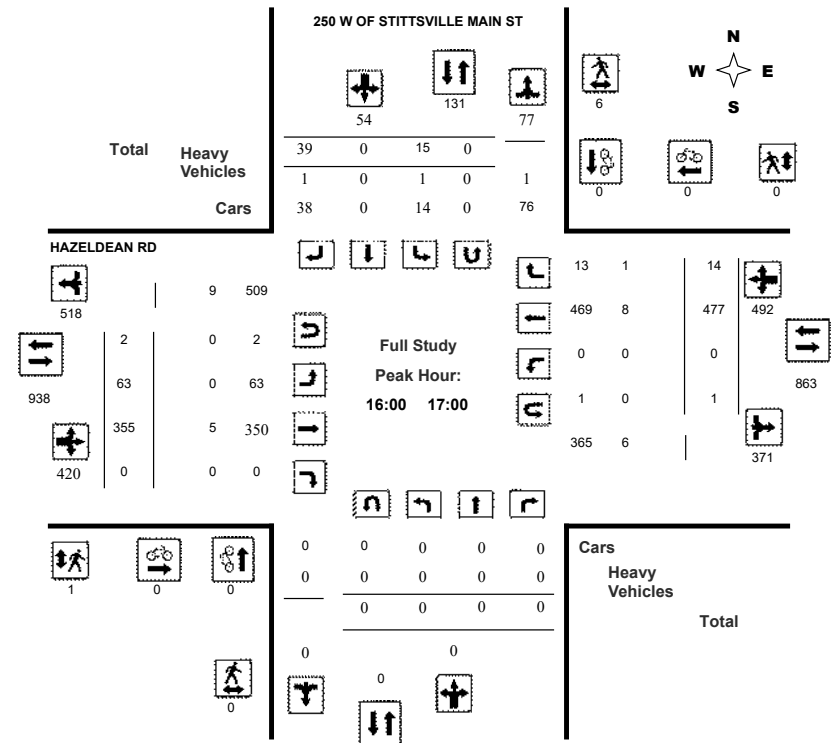 250 W OF STITTSVILLE MAIN ST
N
W E
S
131
6
54 77
Total Heavy Vehicles
39 0 15 0
1 0 1 0 1
Cars 38 0 14 0 76
0 0 0
HAZELDEAN RD
518 9 509
13 1 14
469 8 477 492
2 0 2
Full Study
0 0 0
938 63 0 63
Peak Hour:
863
16:00 17:00
1 0 1
355 5 350
365 6
371
420 0 0 0
0 0 0 0 0 Cars
0 0 0 0 0 Heavy Vehicles
1 0 0
0 0 0 0
Total
0 0
0
0